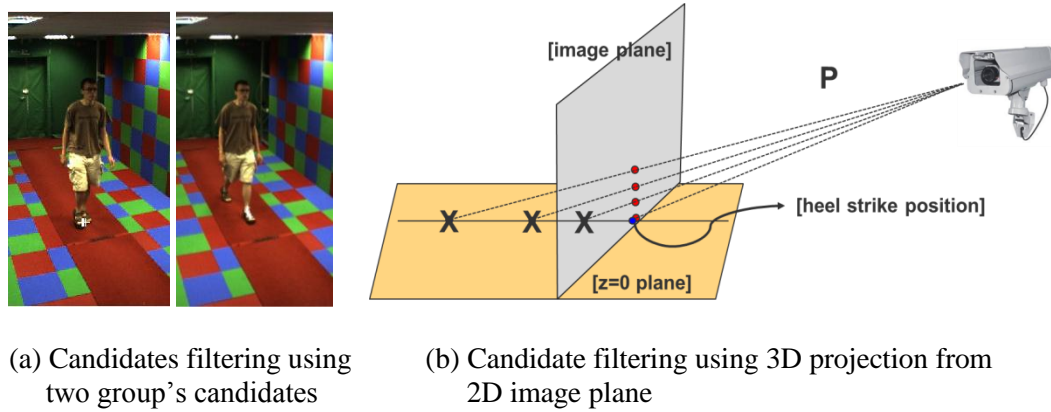 [image plane]
P
X X X
[heel strike position]
[z=0 plane]
(a) Candidates filtering using
two group's candidates
(b) Candidate filtering using 3D projection from
2D image plane